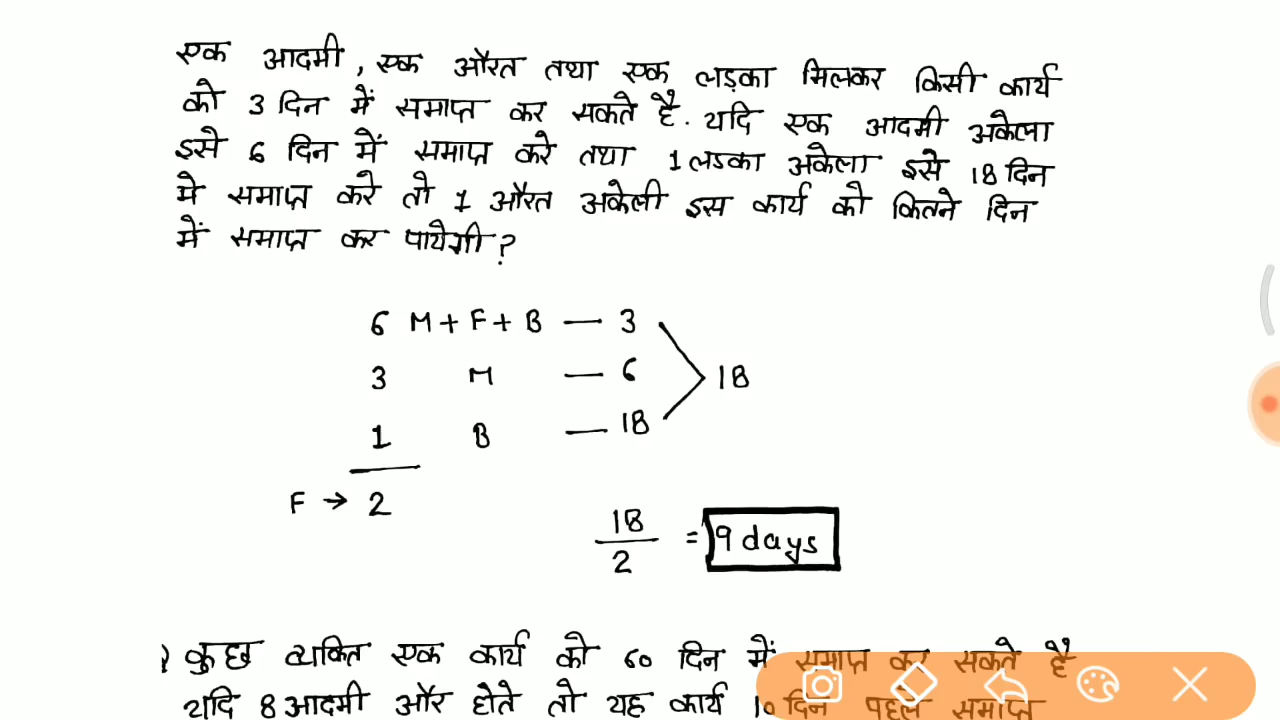 एक आदमी, एक औरत तथा एक लड़का मिलकर किसी कार्य
को 3 दिन में समाप्त कर सकते है. यदि एक आदमी अकेला
इसे 6 दिन में समाप्त करे तथा 1 लडका अकेला इसे 18 दिन
मे समाप्त करे तो 1 औरत अकेली इस कार्य को कितने दिन
में समाप्त कर पायेगी?
6 M + F + B — 3
3 M — 6
18
1 B — 18
F → 2
18/2 = 9 days
? कुछ व्यक्ति एक कार्य को 60 दिन में समाप्त कर सकते है
यदि 8 आदमी और होते तो यह कार्य 10 दिन पहले समाप्त